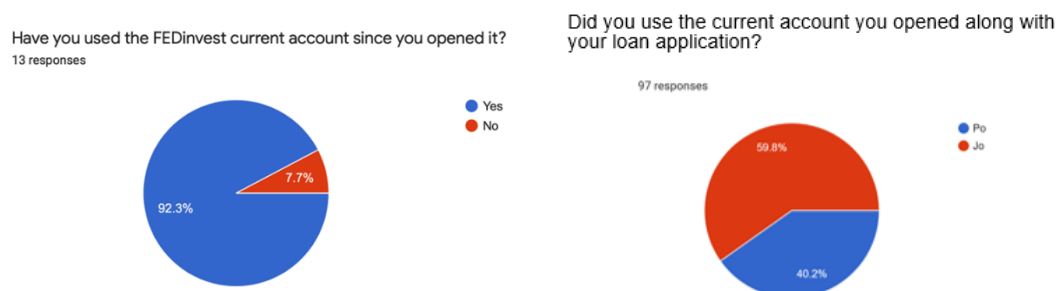 Have you used the FEDinvest current account since you opened it?
13 responses
Yes
No
7.7%
92.3%
Did you use the current account you opened along with
your loan application?
97 responses
Po
Jo
59.8%
40.2%